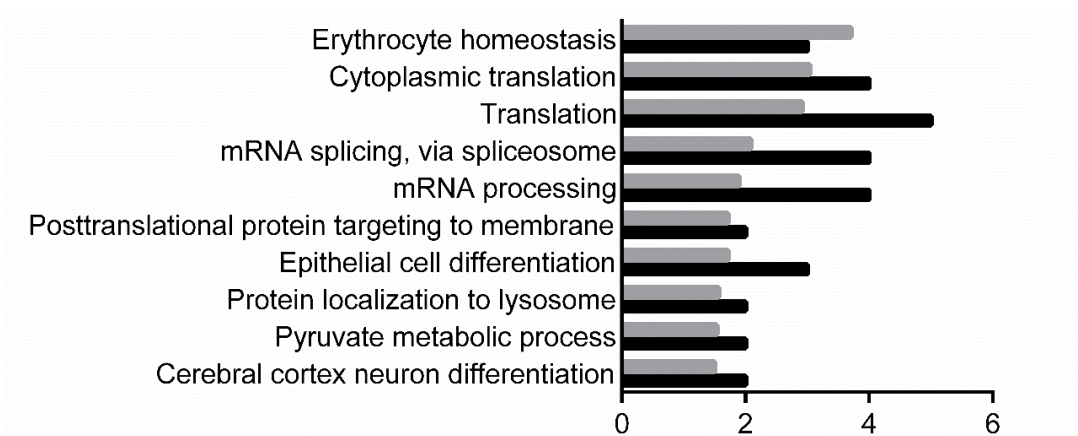 Erythrocyte homeostasis
Cytoplasmic translation
Translation
mRNA splicing, via spliceosome
mRNA processing
Posttranslational protein targeting to membrane
Epithelial cell differentiation
Protein localization to lysosome
Pyruvate metabolic process
Cerebral cortex neuron differentiation
0 2 4 6